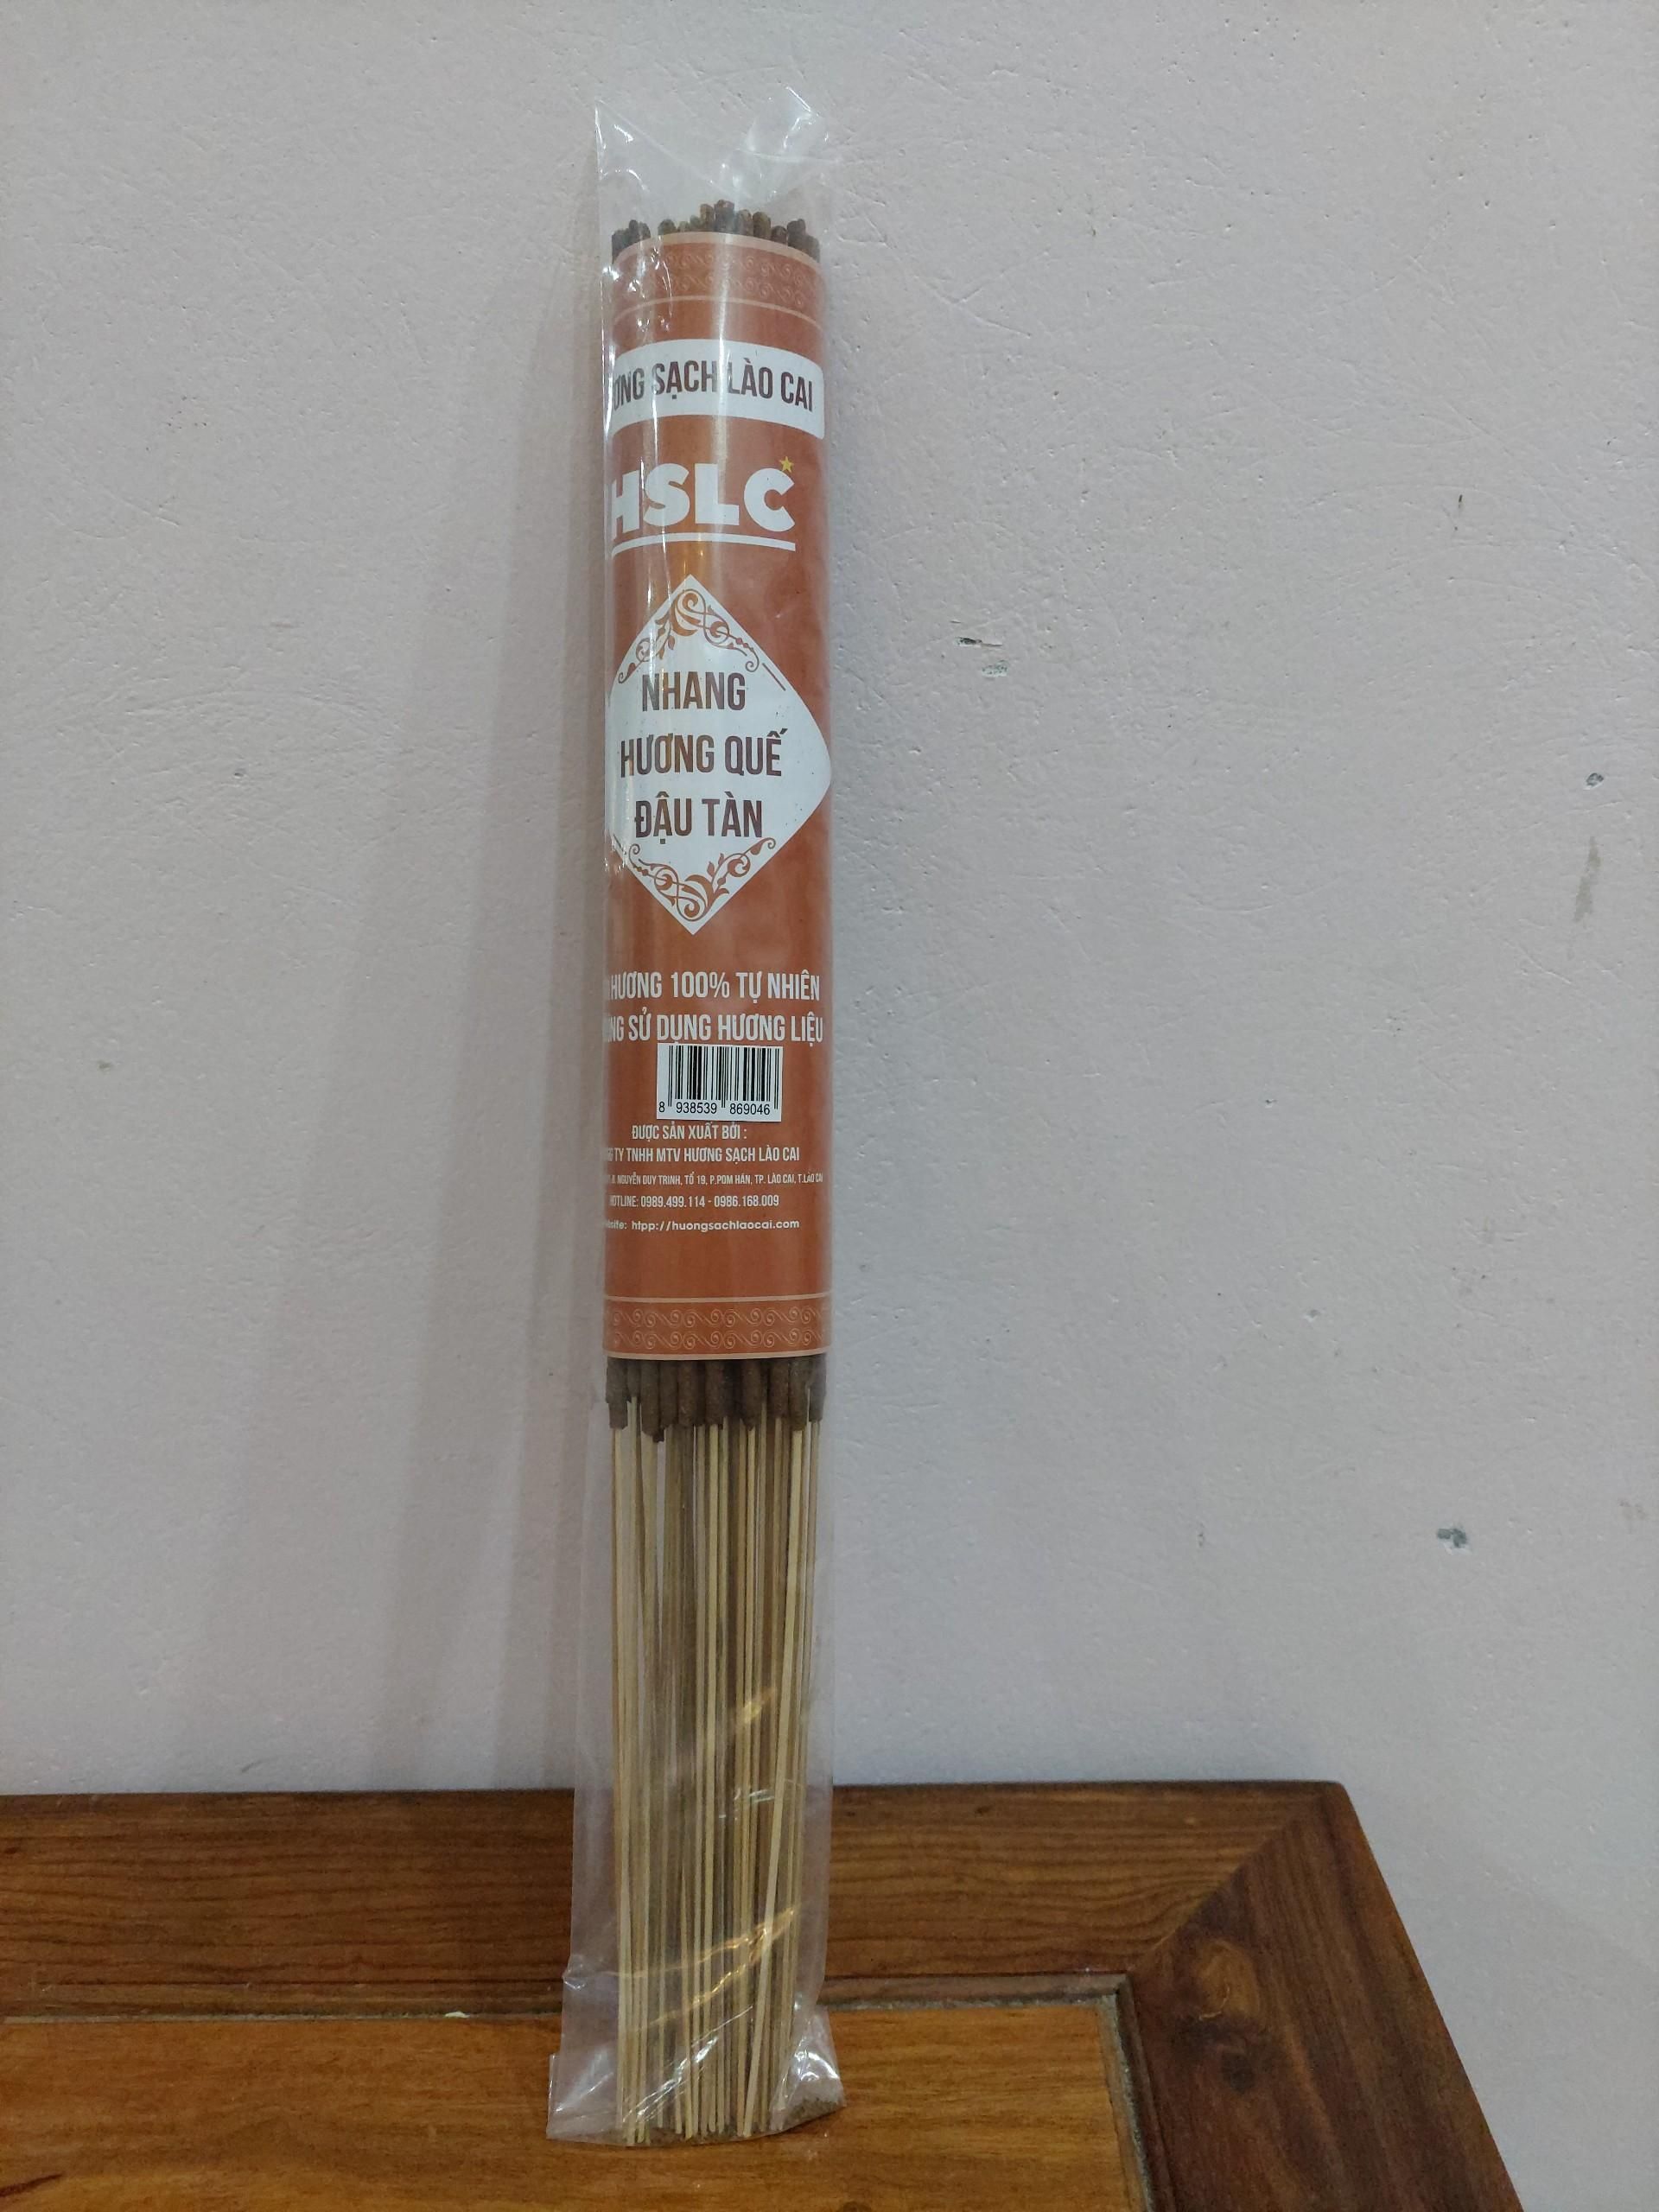 SẠCH LÀO CAI
HSLC
NHANG
HƯƠNG QUẾ
ĐẬU TÀN
HƯƠNG 100% TỰ NHIÊN
SỬ DỤNG HƯƠNG LIỆU
8 938539 869046
ĐƯỢC SẢN XUẤT BỞI :
TY TNHH MTV HƯƠNG SẠCH LÀO CAI
NGUYỄN DUY TRINH, TỔ 19, P.POM HÁN, TP. LÀO CAI, T.LÀO CAI
HOTLINE: 0989.499.114 - 0986.168.009
htpp://huongsachlaocai.com